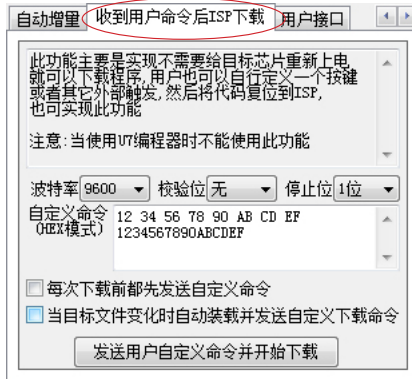 自动增量 收到用户命令后ISP下载 用户接口
此功能主要是实现不需要给目标芯片重新上电
就可以下载程序,用户也可以自行定义一个按键
或者其它外部触发,然后将代码复位到ISP,
也可实现此功能
注意:当使用U7编程器时不能使用此功能
波特率 9600 校验位 无 停止位 1位
自定义命令 12 34 56 78 90 AB CD EF
(HEX模式) 1234567890ABCDEF
每次下载前都先发送自定义命令
当目标文件变化时自动装载并发送自定义下载命令
发送用户自定义命令并开始下载